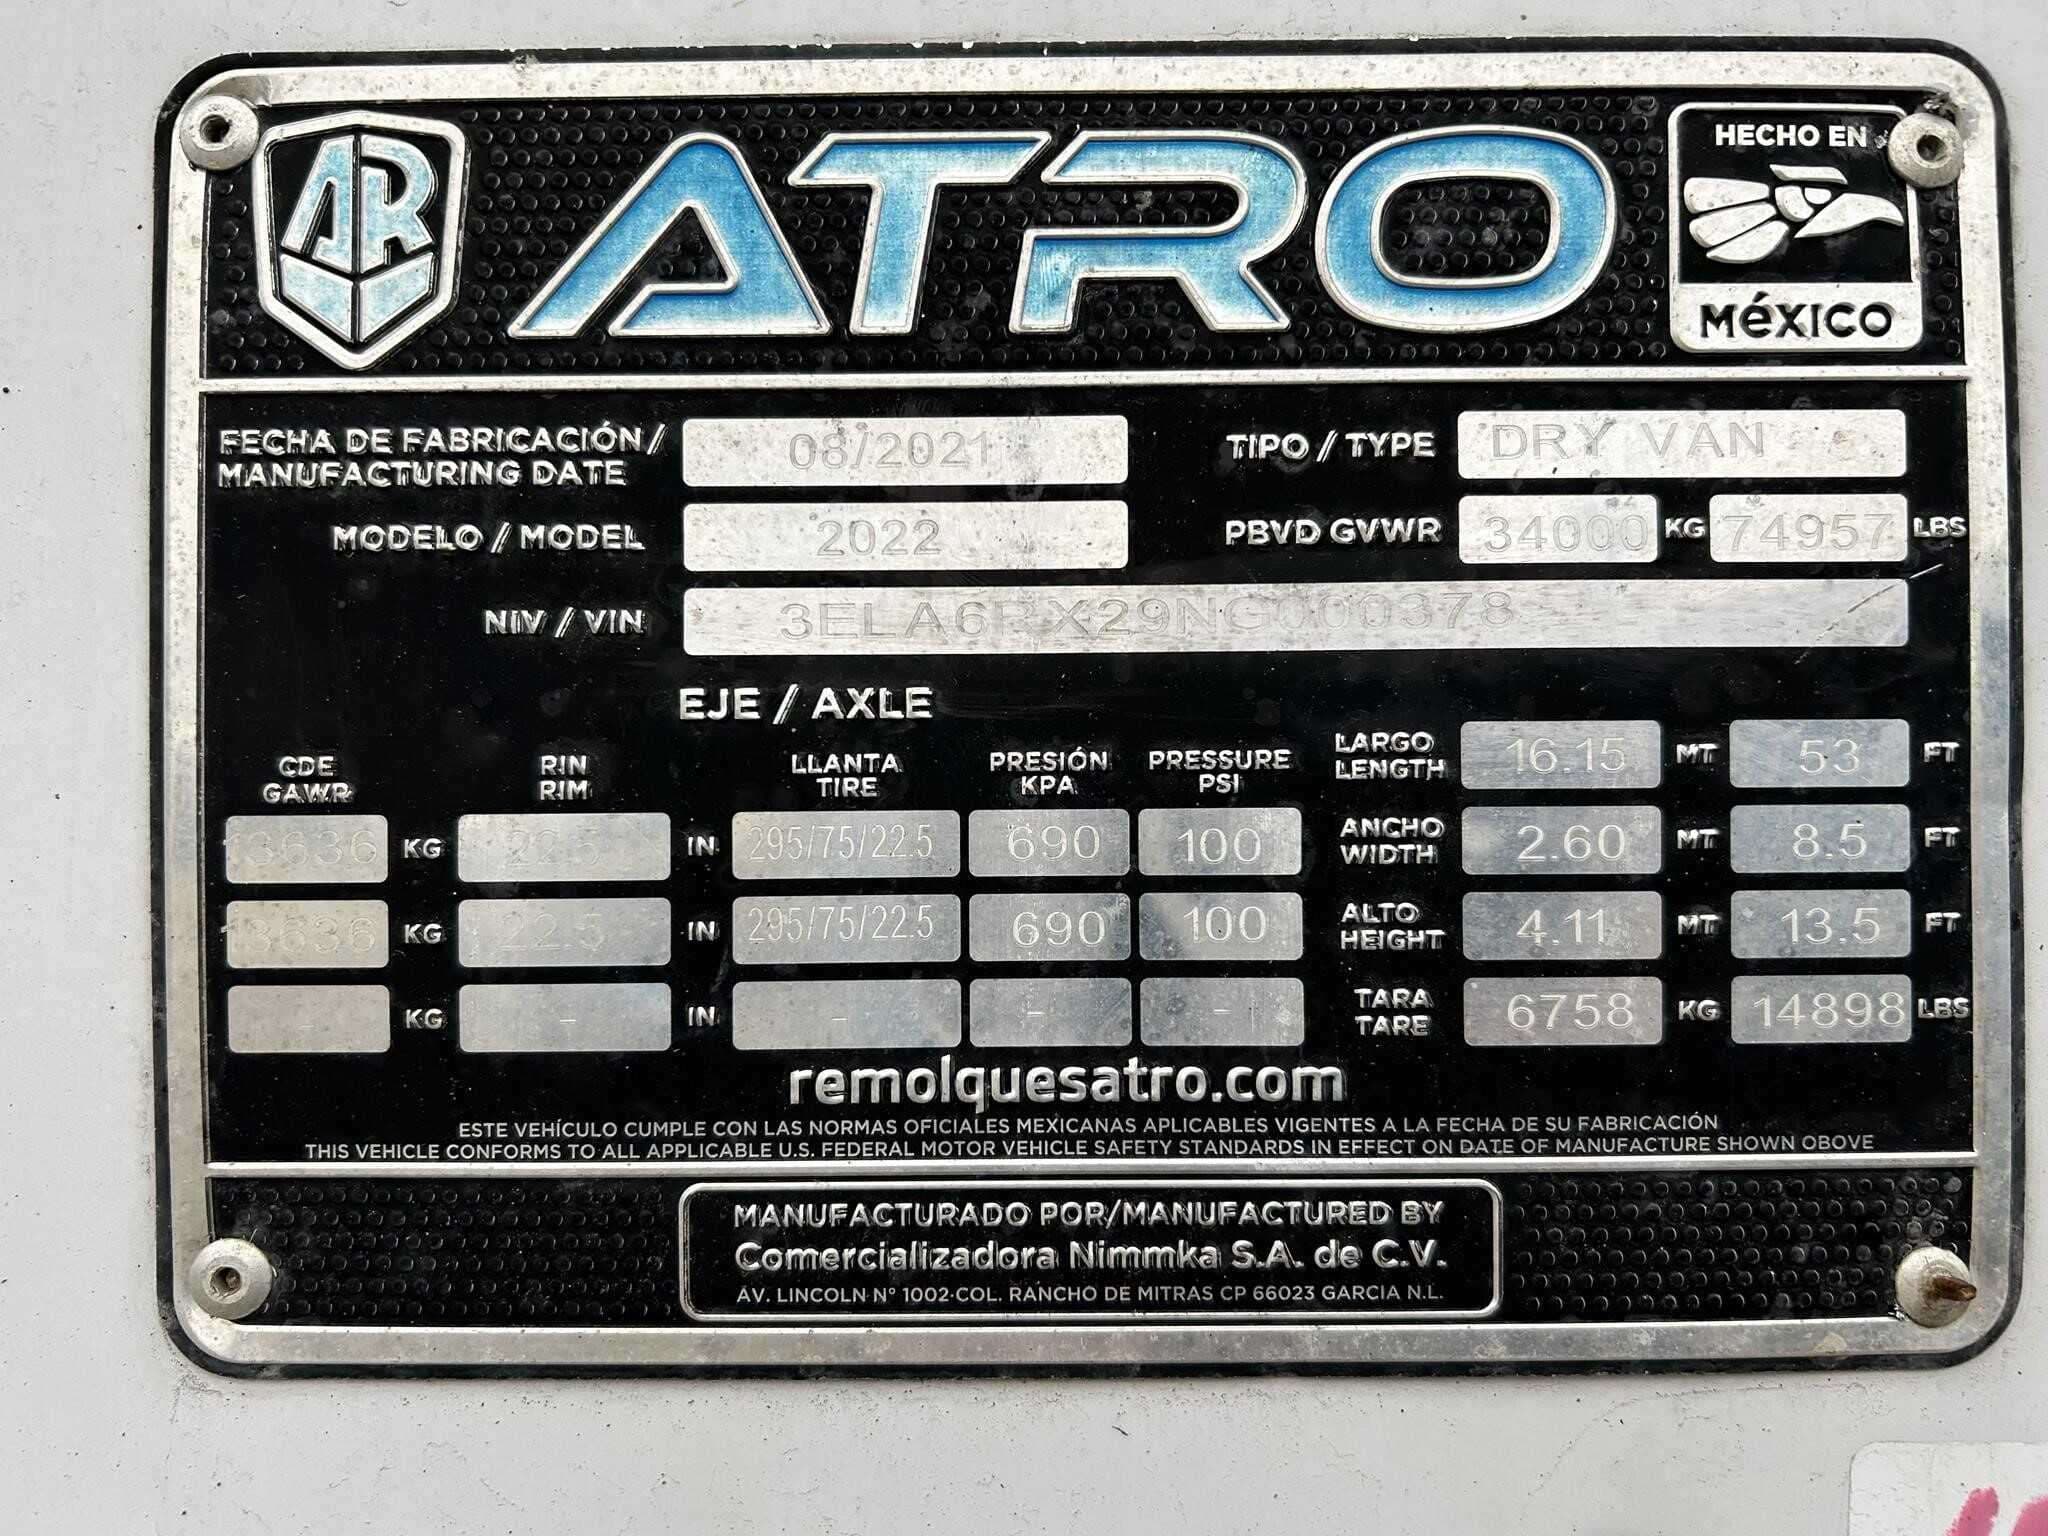 AR ATRO
HECHO EN
MéXICO
FECHA DE FABRICACIÓN/
MANUFACTURING DATE 08/2021 TIPO / TYPE DRY VAN
MODELO / MODEL 2022 PBVD GVWR 34000 KG 74957 LBS
NIV / VIN
EJE / AXLE
CDE
GAWR
RIN
RIM
LLANTA
TIRE
PRESIÓN
KPA
PRESSURE
PSI
13636 KG 22.5 IN 295/75/22.5 690 100
13636 KG 22.5 IN 295/75/22.5 690 100
- KG - IN - - -
LARGO
LENGTH 16.15 MT 53 FT
ANCHO
WIDTH 2.60 MT 8.5 FT
ALTO
HEIGHT 4.11 MT 13.5 FT
TARA
TARE 6758 KG 14898 LBS
remolquesatro.com
ESTE VEHÍCULO CUMPLE CON LAS NORMAS OFICIALES MEXICANAS APLICABLES VIGENTES A LA FECHA DE SU FABRICACIÓN
THIS VEHICLE CONFORMS TO ALL APPLICABLE U.S. FEDERAL MOTOR VEHICLE SAFETY STANDARDS IN EFFECT ON DATE OF MANUFACTURE SHOWN OBOVE
MANUFACTURADO POR/MANUFACTURED BY
Comercializadora Nimmka S.A. de C.V.
AV. LINCOLN N° 1002-COL. RANCHO DE MITRAS CP 66023 GARCIA N.L.